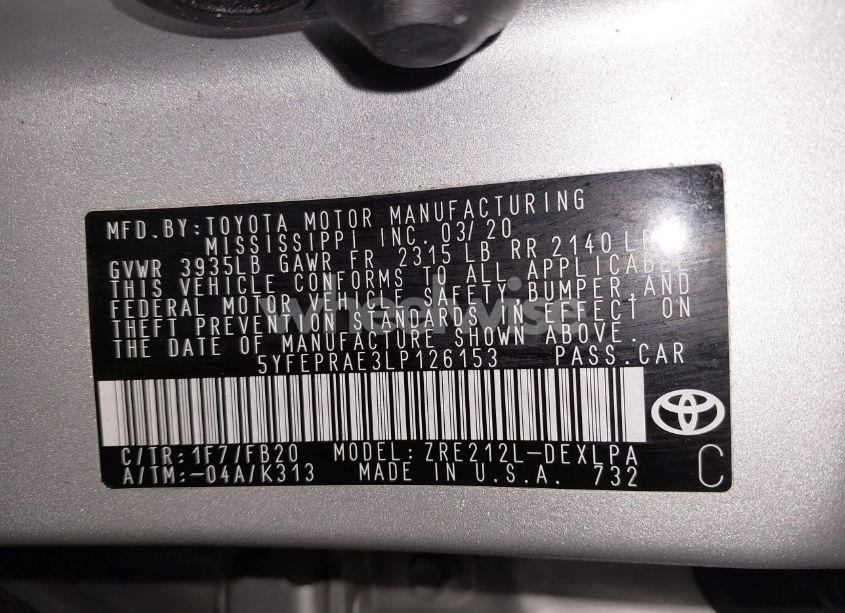 MFD.BY:TOYOTA MOTOR MANUFACTURING
MISSISSIPPI INC. 03/20
GVWR 3935LB GAWR FR 2315 LB RR 2140 LB
THIS VEHICLE CONFORMS TO ALL APPLICABLE
FEDERAL MOTOR VEHICLE SAFETY,BUMPER,AND
THEFT PREVENTION STANDARDS IN EFFECT ON
THE DATE OF MANUFACTURE SHOWN ABOVE.
5YFEPRAE3LP126153 PASS.CAR
C/TR:1F7/FB20 MODEL:ZRE212L-DEXLPA
A/TM:-04A/K313 MADE IN U.S.A. 732
C